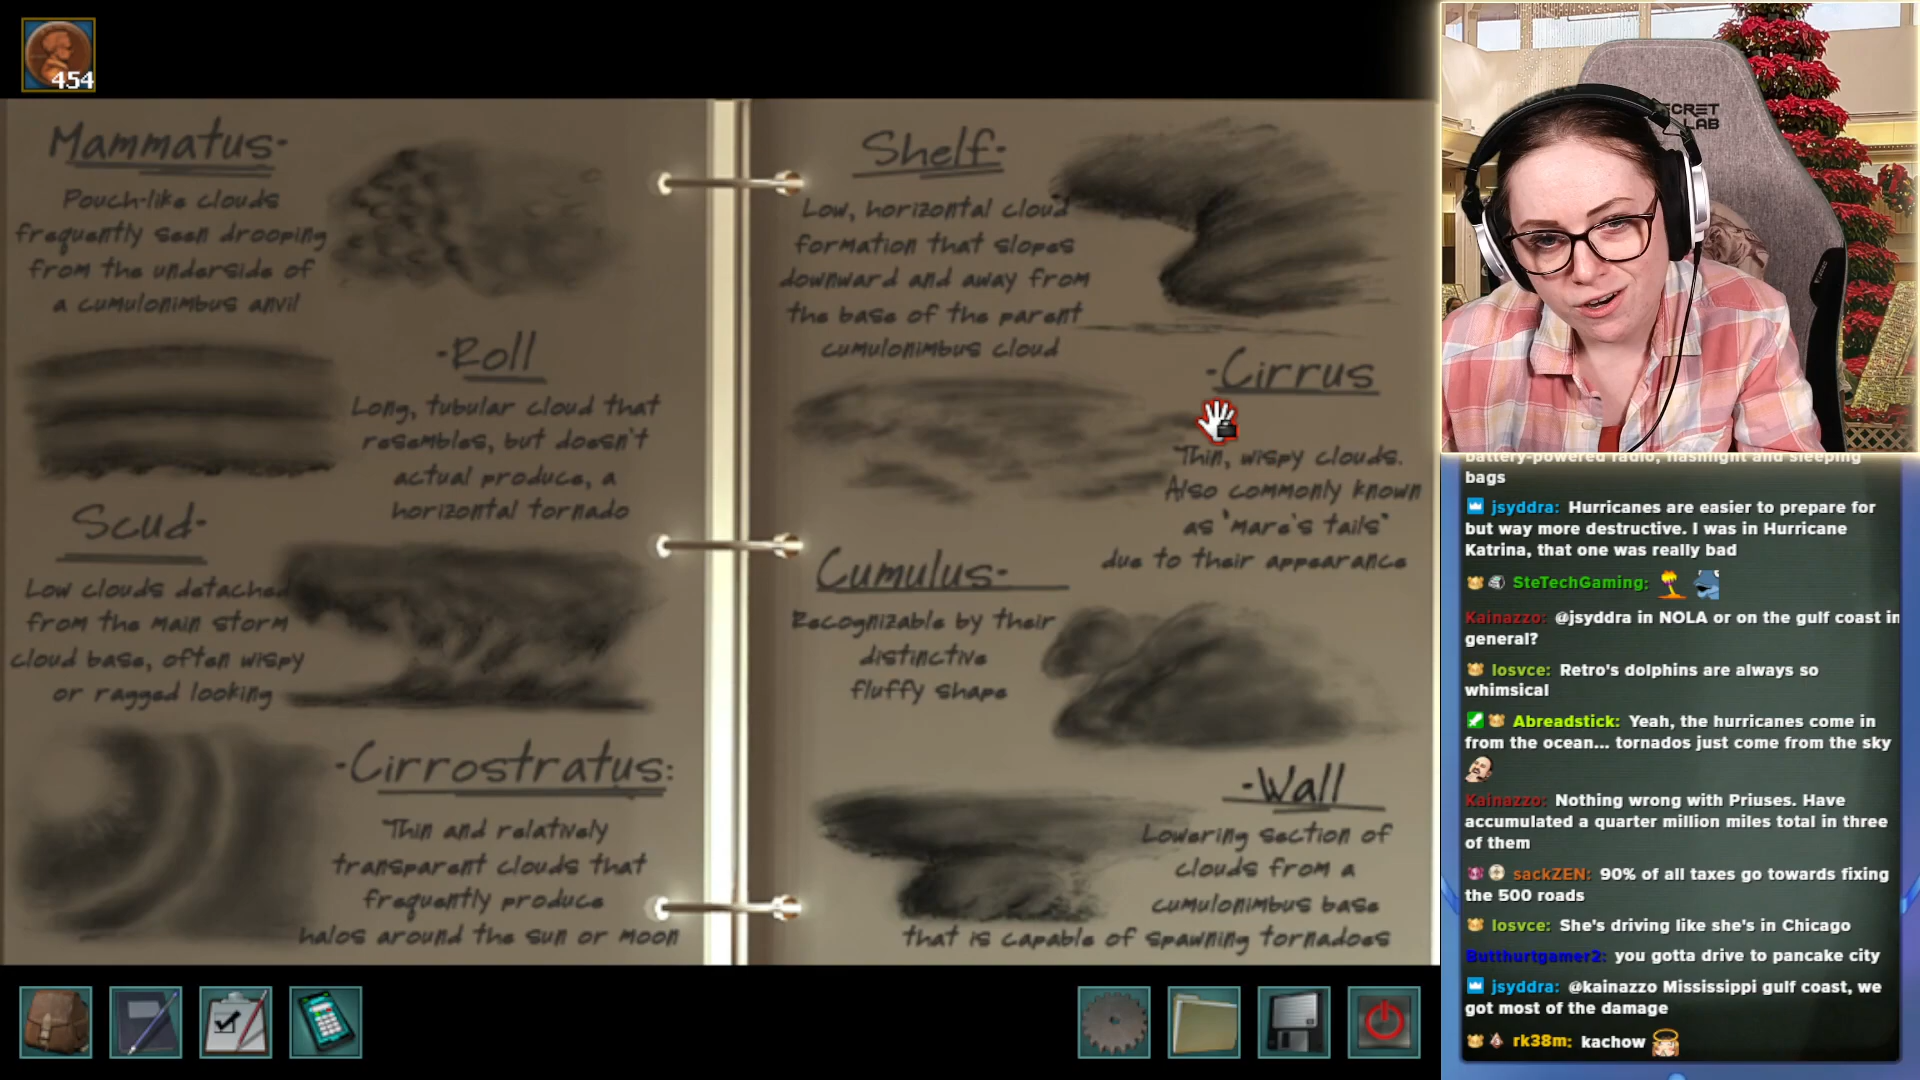 454
Mammatus-
Pouch-like clouds
frequently seen drooping
from the underside of
a cumulonimbus anvil
-Roll
Long, tubular cloud that
resembles, but doesn't
actual produce, a
horizontal tornado
Scud-
Low clouds detached
from the main storm
cloud base, often wispy
or ragged looking
-Cirrostratus:
Thin and relatively
transparent clouds that
frequently produce
halos around the sun or moon
Shelf-
Low, horizontal cloud
formation that slopes
downward and away from
the base of the parent
cumulonimbus cloud
-Cirrus
Thin, wispy clouds.
Also commonly known
as "Mare's tails"
due to their appearance
Cumulus-
Recognizable by their
distinctive
fluffy shape
-Wall
Lowering section of
clouds from a
cumulonimbus base
that is capable of spawning tornadoes
CRET
LAB
battery-powered radio, flashlight and sleeping
bags
jsyddra: Hurricanes are easier to prepare for
but way more destructive. I was in Hurricane
Katrina, that one was really bad
SteTechGaming:
Kainazzo: @jsyddra in NOLA or on the gulf coast in
general?
losvce: Retro's dolphins are always so
whimsical
Abreadstick: Yeah, the hurricanes come in
from the ocean... tornados just come from the sky
Kainazzo: Nothing wrong with Priuses. Have
accumulated a quarter million miles total in three
of them
sackZEN: 90% of all taxes go towards fixing
the 500 roads
losvce: She's driving like she's in Chicago
Butthurtgamer2: you gotta drive to pancake city
jsyddra: @kainazzo Mississippi gulf coast, we
got most of the damage
rk38m: kachow